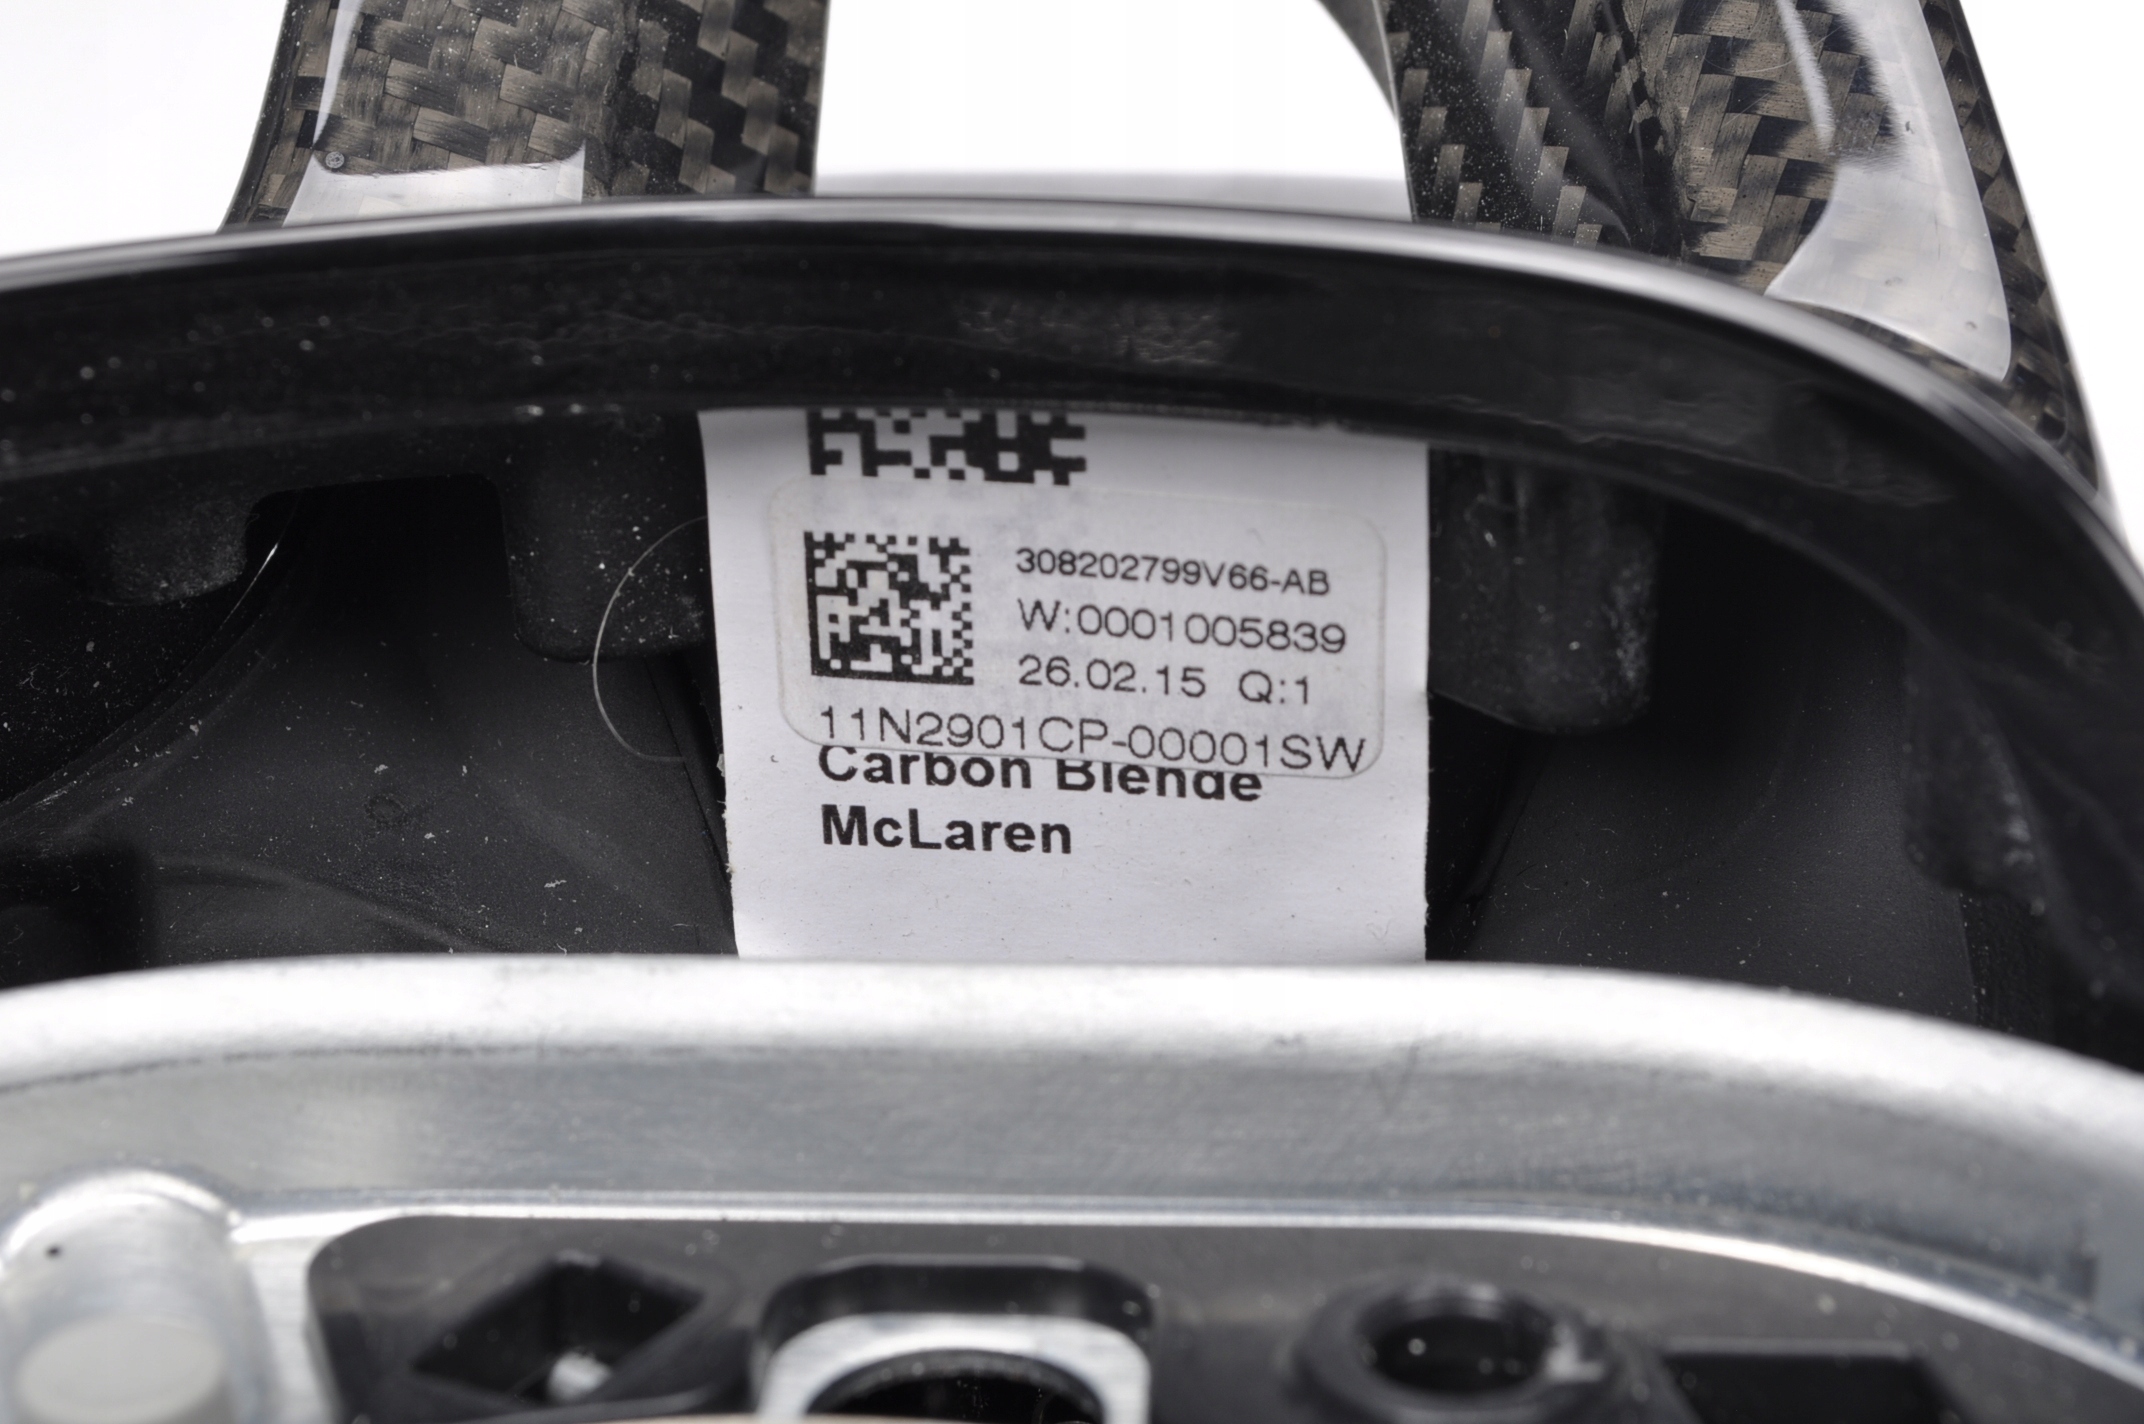 308202799V66-AB
W:0001005839
26.02.15 Q:1
11N2901CP-00001SW
Carbon Blende
McLaren